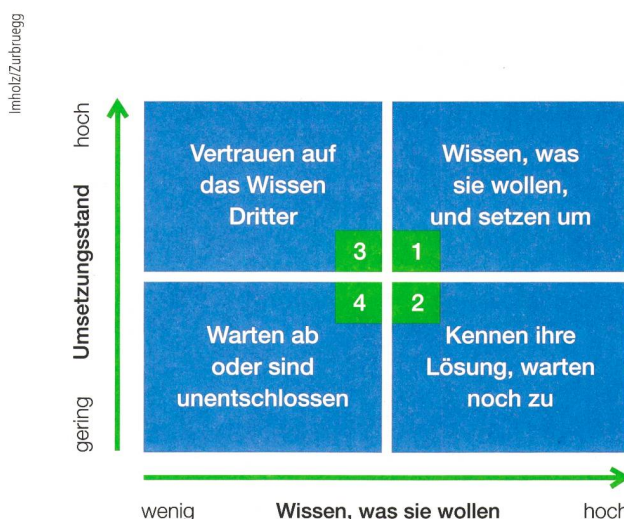 Imholz/Zurbruegg
hoch
Umsetzungsstand
gering
Vertrauen auf
das Wissen
Dritter
3
Wissen, was
sie wollen,
und setzen um
1
Warten ab
oder sind
unentschlossen
4
Kennen ihre
Lösung, warten
noch zu
2
wenig
Wissen, was sie wollen
hoch